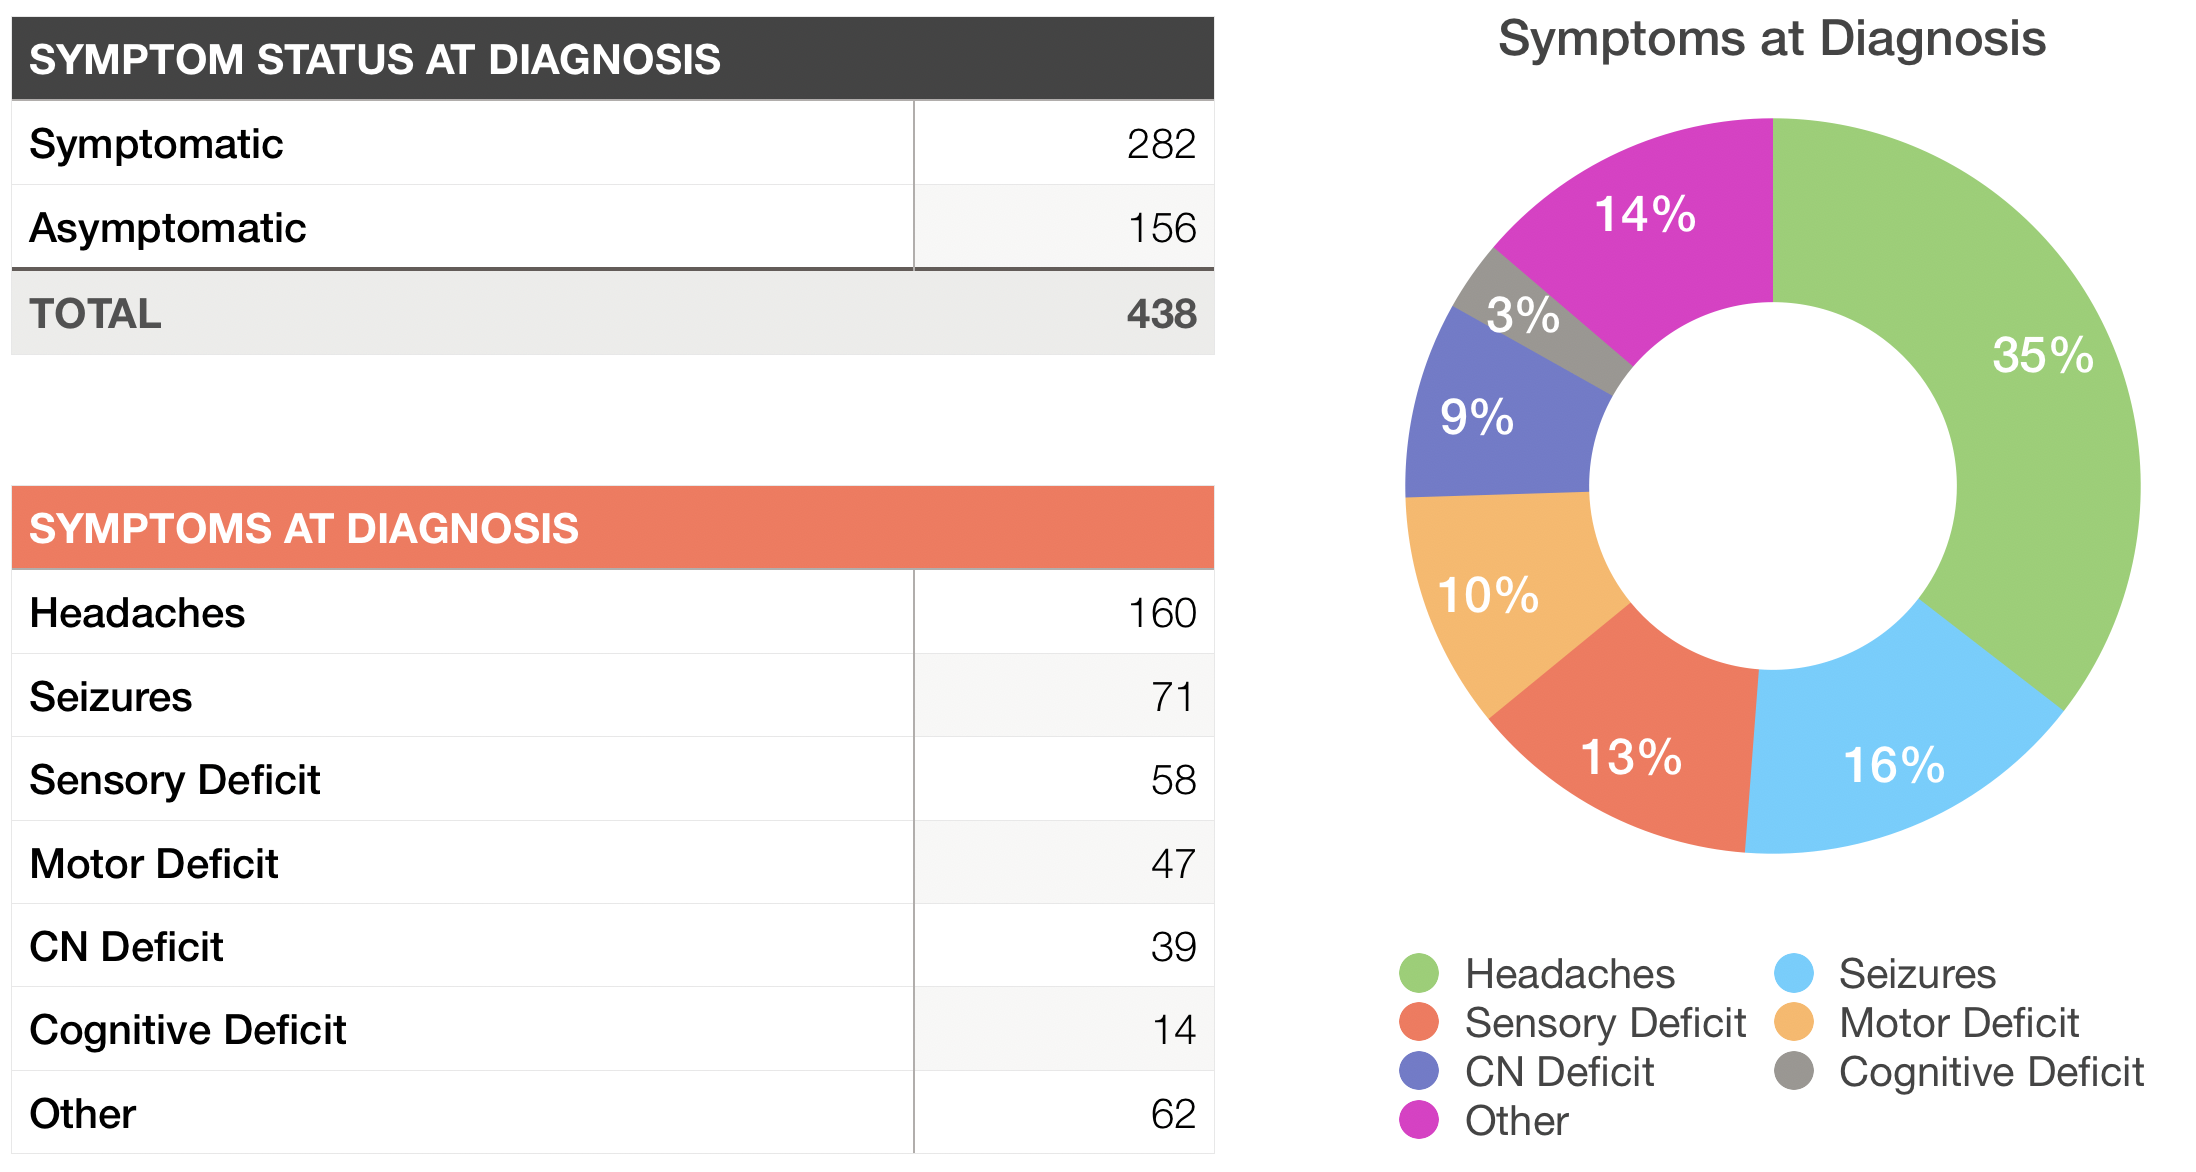 SYMPTOM STATUS AT DIAGNOSIS
Symptomatic 282
Asymptomatic 156
TOTAL 438
SYMPTOMS AT DIAGNOSIS
Headaches 160
Seizures 71
Sensory Deficit 58
Motor Deficit 47
CN Deficit 39
Cognitive Deficit 14
Other 62
Symptoms at Diagnosis
14%
3%
35%
9%
10%
13%
16%
Headaches Seizures
Sensory Deficit Motor Deficit
CN Deficit Cognitive Deficit
Other